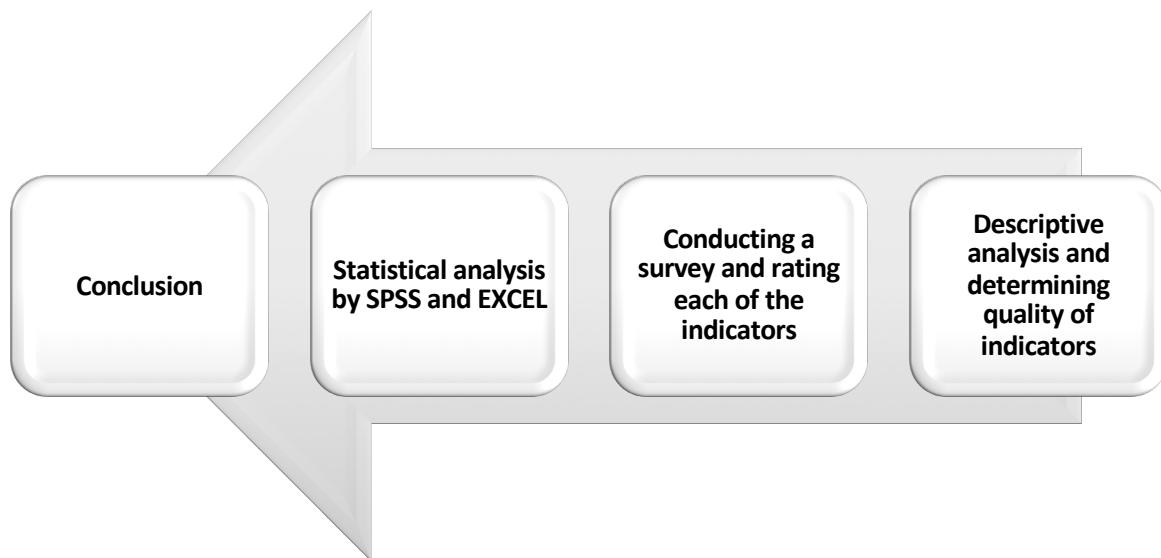 Conclusion
Statistical analysis
by SPSS and EXCEL
Conducting a
survey and rating
each of the
indicators
Descriptive
analysis and
determining
quality of
indicators